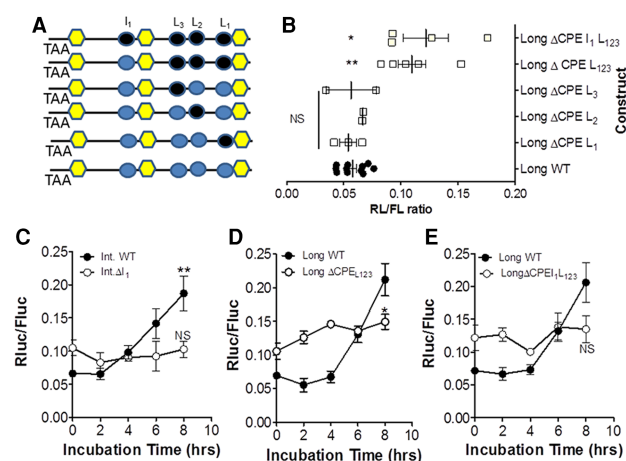 A
I1 L3 L2 L1
TAA
TAA
TAA
TAA
TAA
TAA
B
*
**
NS
Long ΔCPE I1 L123
Long Δ CPE L123
Long ΔCPE L3
Long ΔCPE L2
Long ΔCPE L1
Long WT
Construct
0.00 0.05 0.10 0.15 0.20
RL/FL ratio
C
Int. WT
Int.ΔI1
**
NS
0.25
0.20
0.15
0.10
0.05
0.00
Rluc/Fluc
0 2 4 6 8 10
Incubation Time (hrs)
D
Long WT
Long ΔCPEL123
*
0.25
0.20
0.15
0.10
0.05
0.00
Rluc/Fluc
0 2 4 6 8 10
Incubation Time (hrs)
E
Long WT
LongΔCPEI1L123
NS
0.25
0.20
0.15
0.10
0.05
0.00
Rluc/Fluc
0 2 4 6 8 10
Incubation Time (hrs)